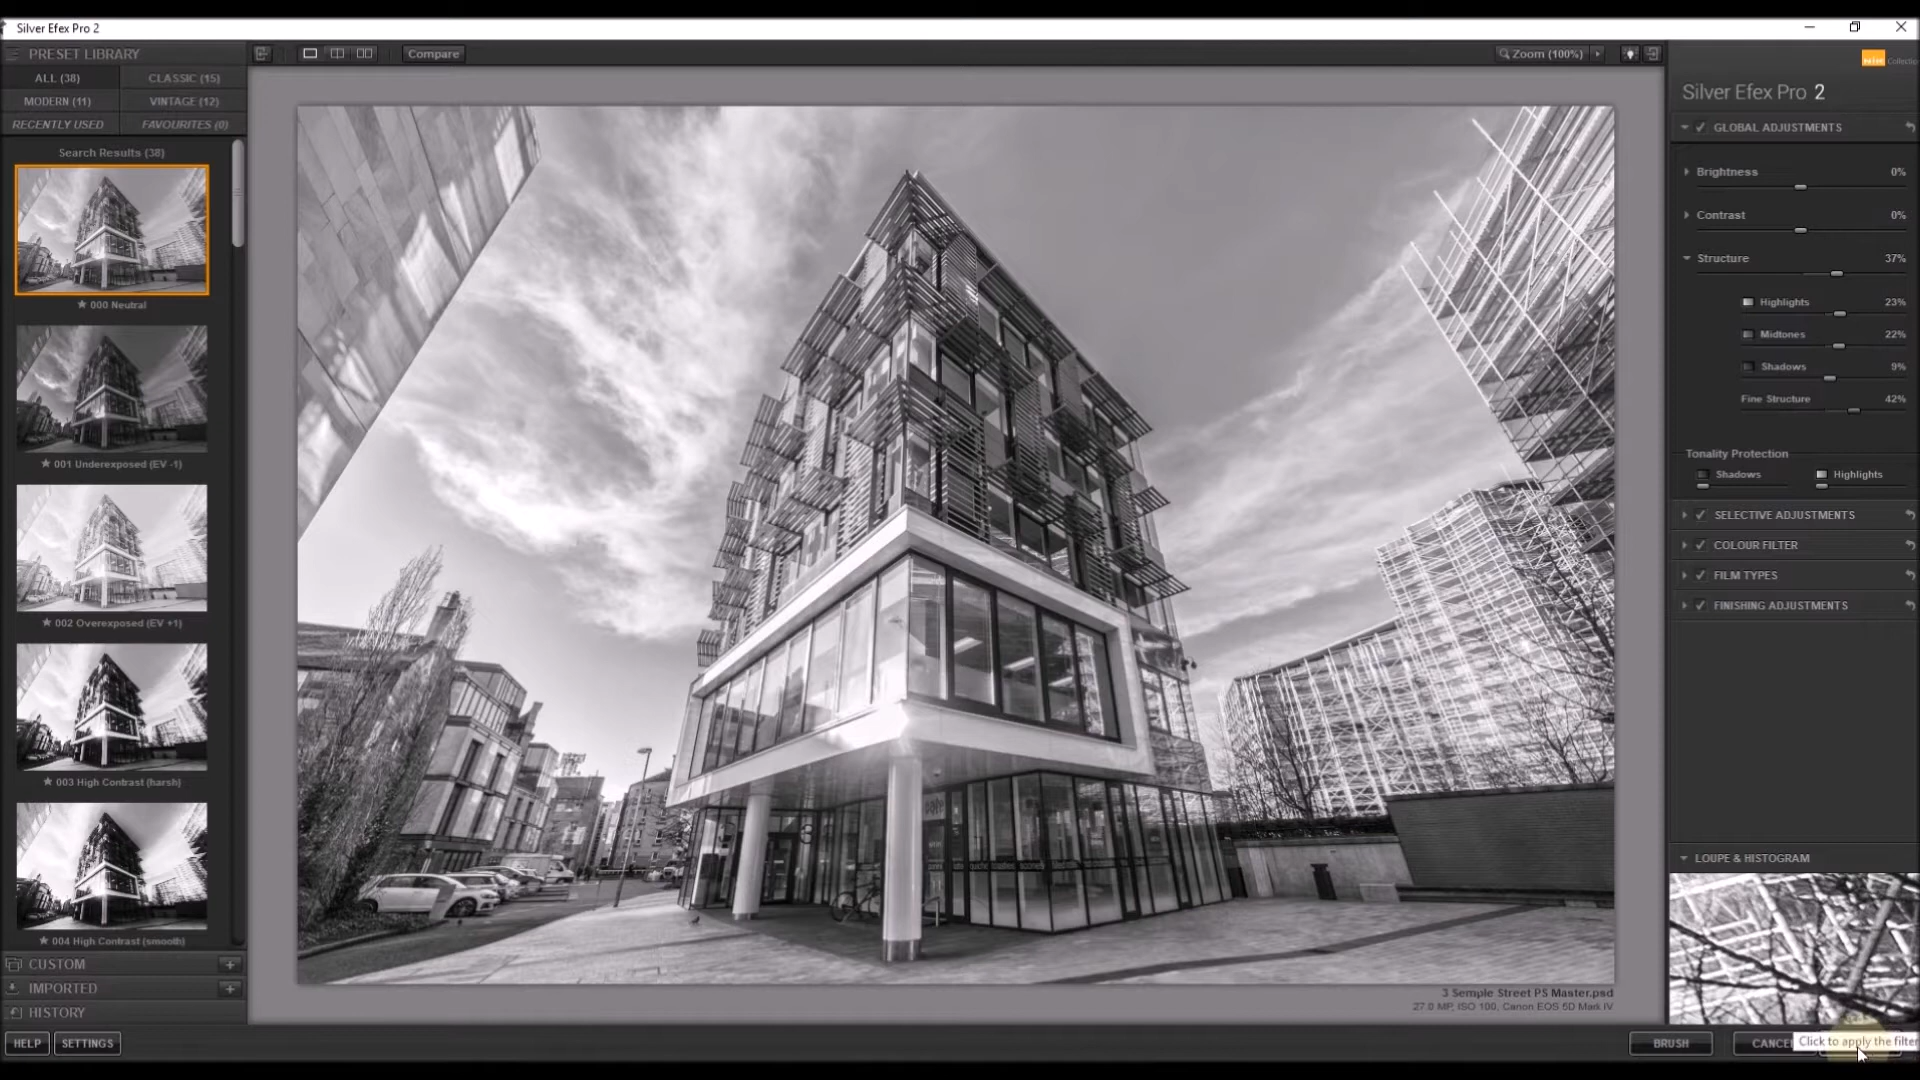 Silver Efex Pro 2
PRESET LIBRARY
ALL (38)
CLASSIC (15)
MODERN (11)
VINTAGE (12)
RECENTLY USED
FAVOURITES (0)
Search Results (38)
★ 000 Neutral
★ 001 Underexposed (EV -1)
★ 002 Overexposed (EV +1)
★ 003 High Contrast (harsh)
★ 004 High Contrast (smooth)
CUSTOM
IMPORTED
HISTORY
HELP
SETTINGS
Compare
Zoom (100%)
3 Semple Street PS Master.psd
27.0 MP, ISO 100, Canon EOS 5D Mark IV
Nik Collection
Silver Efex Pro 2
GLOBAL ADJUSTMENTS
Brightness 0%
Contrast 0%
Structure 37%
Highlights 23%
Midtones 22%
Shadows 9%
Fine Structure 42%
Tonality Protection
Shadows
Highlights
SELECTIVE ADJUSTMENTS
COLOUR FILTER
FILM TYPES
FINISHING ADJUSTMENTS
LOUPE & HISTOGRAM
BRUSH
CANCEL
Click to apply the filter